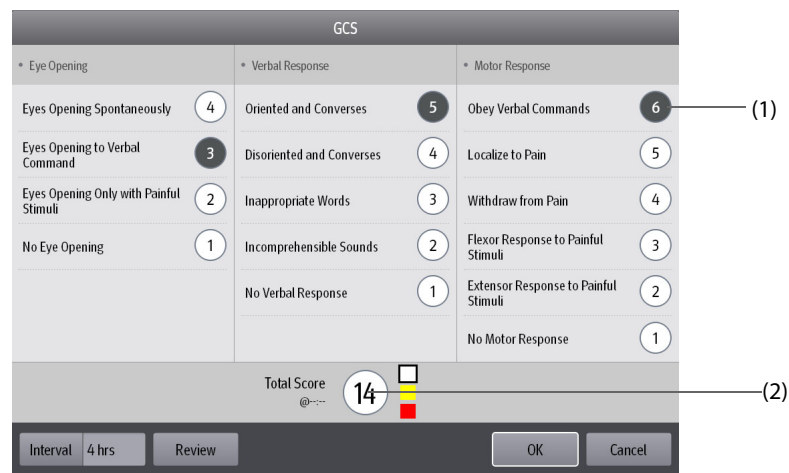 GCS
• Eye Opening
Eyes Opening Spontaneously 4
Eyes Opening to Verbal
Command 3
Eyes Opening Only with Painful
Stimuli 2
No Eye Opening 1
• Verbal Response
Oriented and Converses 5
Disoriented and Converses 4
Inappropriate Words 3
Incomprehensible Sounds 2
No Verbal Response 1
• Motor Response
Obey Verbal Commands 6
(1)
Localize to Pain 5
Withdraw from Pain 4
Flexor Response to Painful
Stimuli 3
Extensor Response to Painful
Stimuli 2
No Motor Response 1
Total Score
@--:--
14
(2)
Interval 4 hrs Review OK Cancel